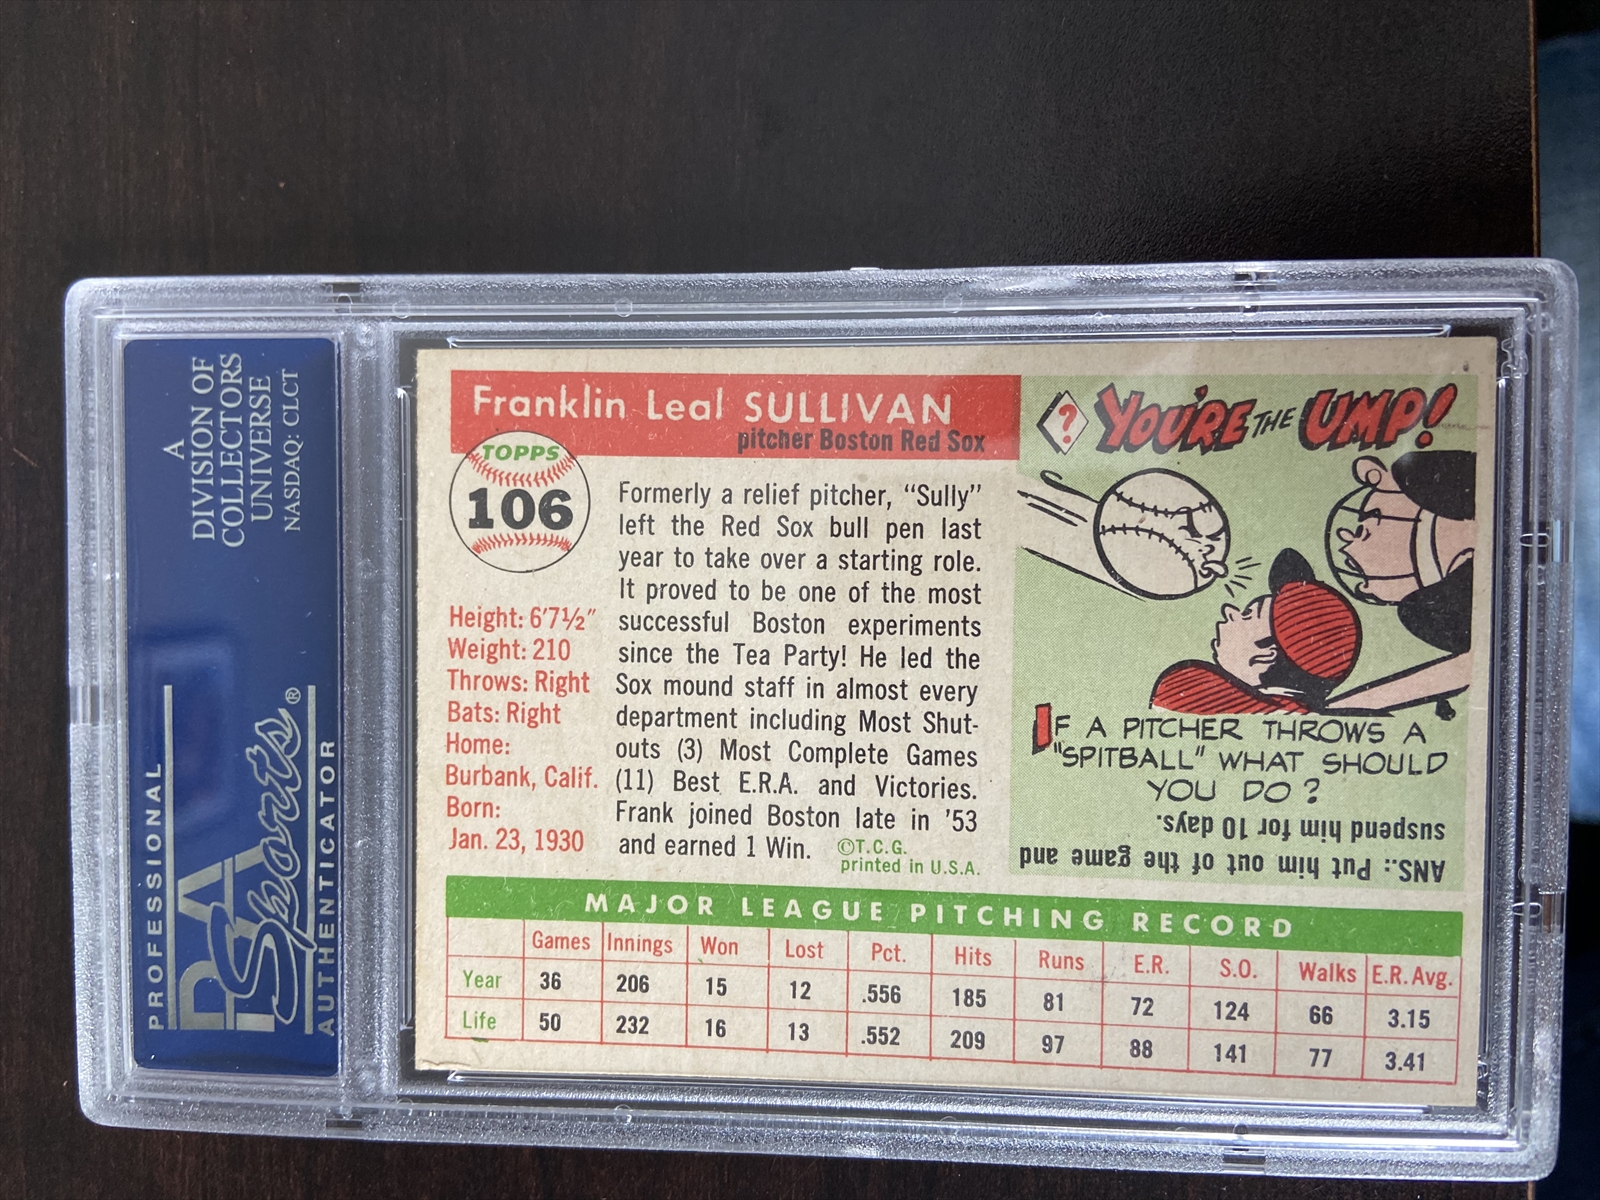 A
DIVISION OF
COLLECTORS
UNIVERSE
NASDAQ: CLCT
PROFESSIONAL
PSA
Sports®
AUTHENTICATOR
Franklin Leal SULLIVAN
pitcher Boston Red Sox
TOPPS
106
Height: 6'7½"
Weight: 210
Throws: Right
Bats: Right
Home:
Burbank, Calif.
Born:
Jan. 23, 1930
Formerly a relief pitcher, "Sully"
left the Red Sox bull pen last
year to take over a starting role.
It proved to be one of the most
successful Boston experiments
since the Tea Party! He led the
Sox mound staff in almost every
department including Most Shut-
outs (3) Most Complete Games
(11) Best E.R.A. and Victories.
Frank joined Boston late in '53
and earned 1 Win.
©T.C.G.
printed in U.S.A.
? YOU'RE THE UMP!
IF A PITCHER THROWS A
"SPITBALL" WHAT SHOULD
YOU DO?
ANS.: Put him out of the game and
suspend him for 10 days.
MAJOR LEAGUE PITCHING RECORD
Games Innings Won Lost Pct. Hits Runs E.R. S.O. Walks E.R. Avg.
Year 36 206 15 12 .556 185 81 72 124 66 3.15
Life 50 232 16 13 .552 209 97 88 141 77 3.41